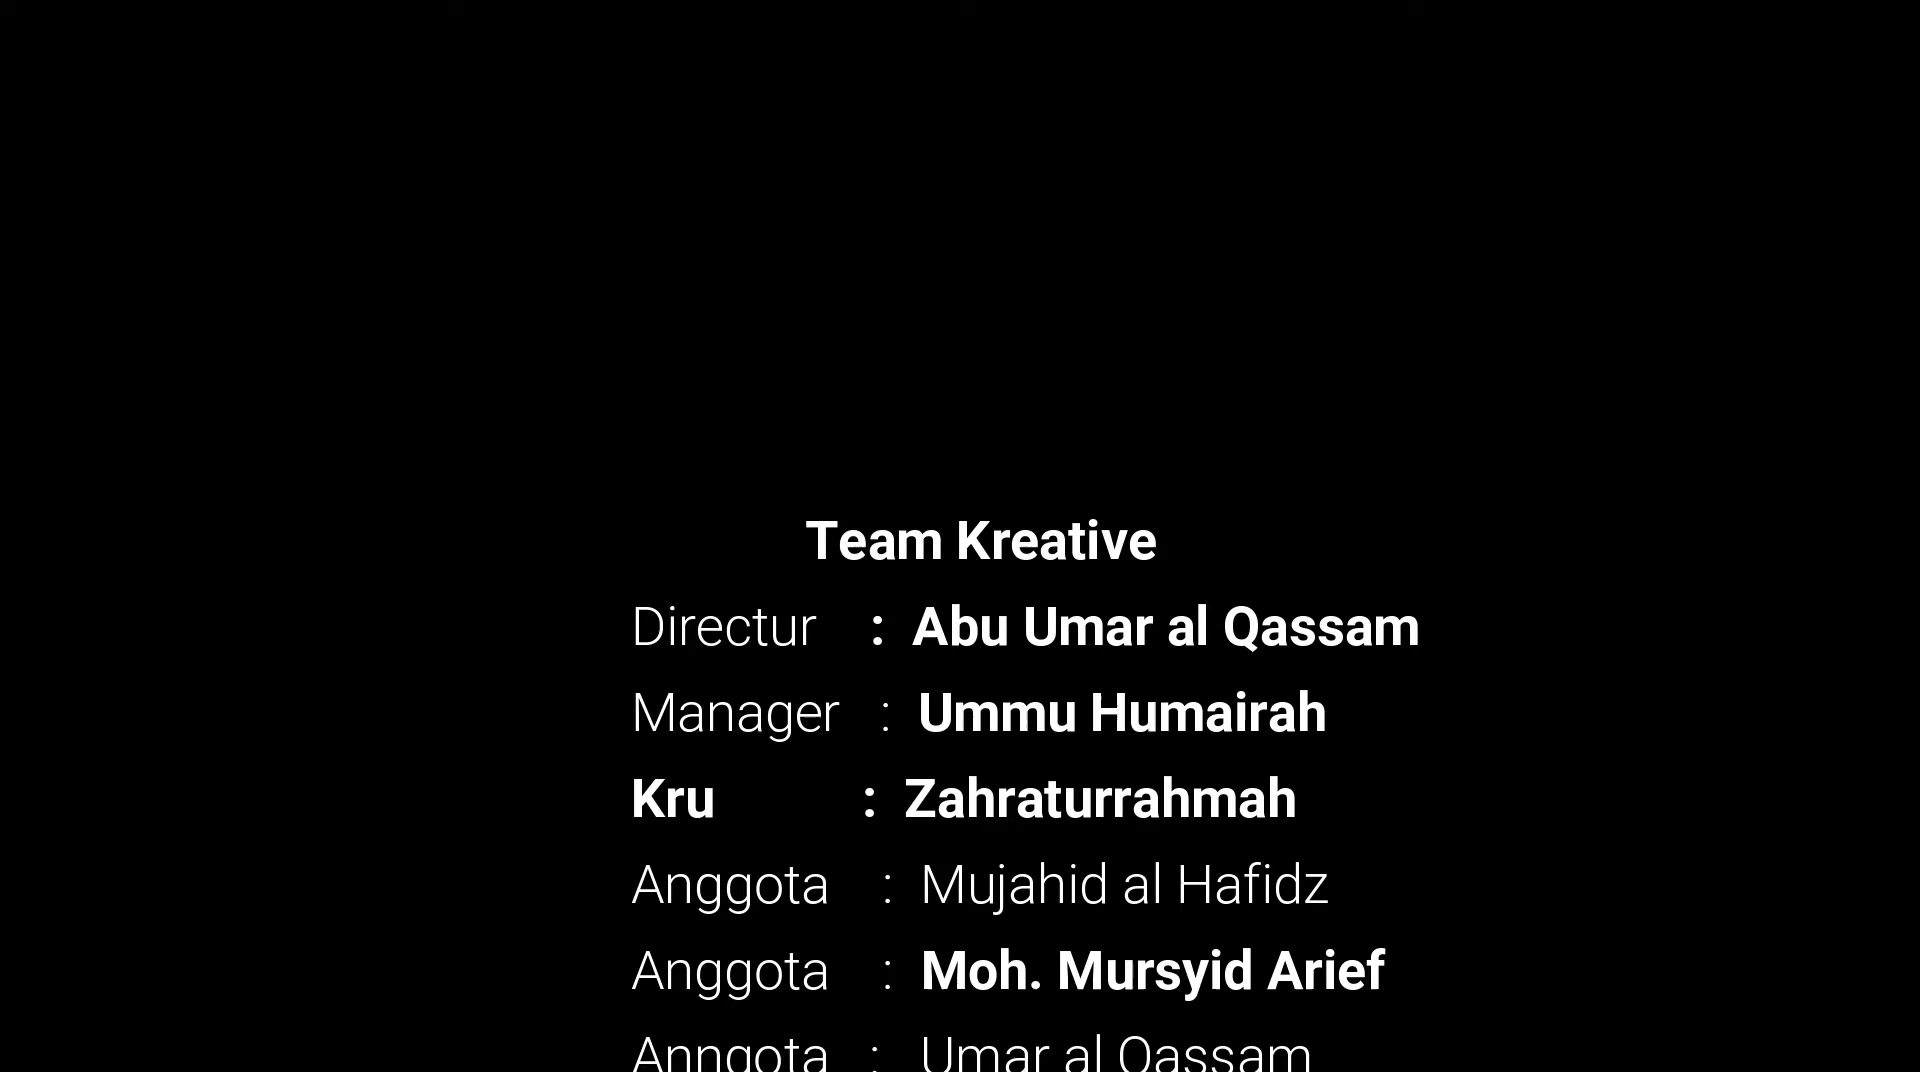 Team Kreative
Directur : Abu Umar al Qassam
Manager : Ummu Humairah
Kru : Zahraturrahmah
Anggota : Mujahid al Hafidz
Anggota : Moh. Mursyid Arief
Anngota : Umar al Qassam